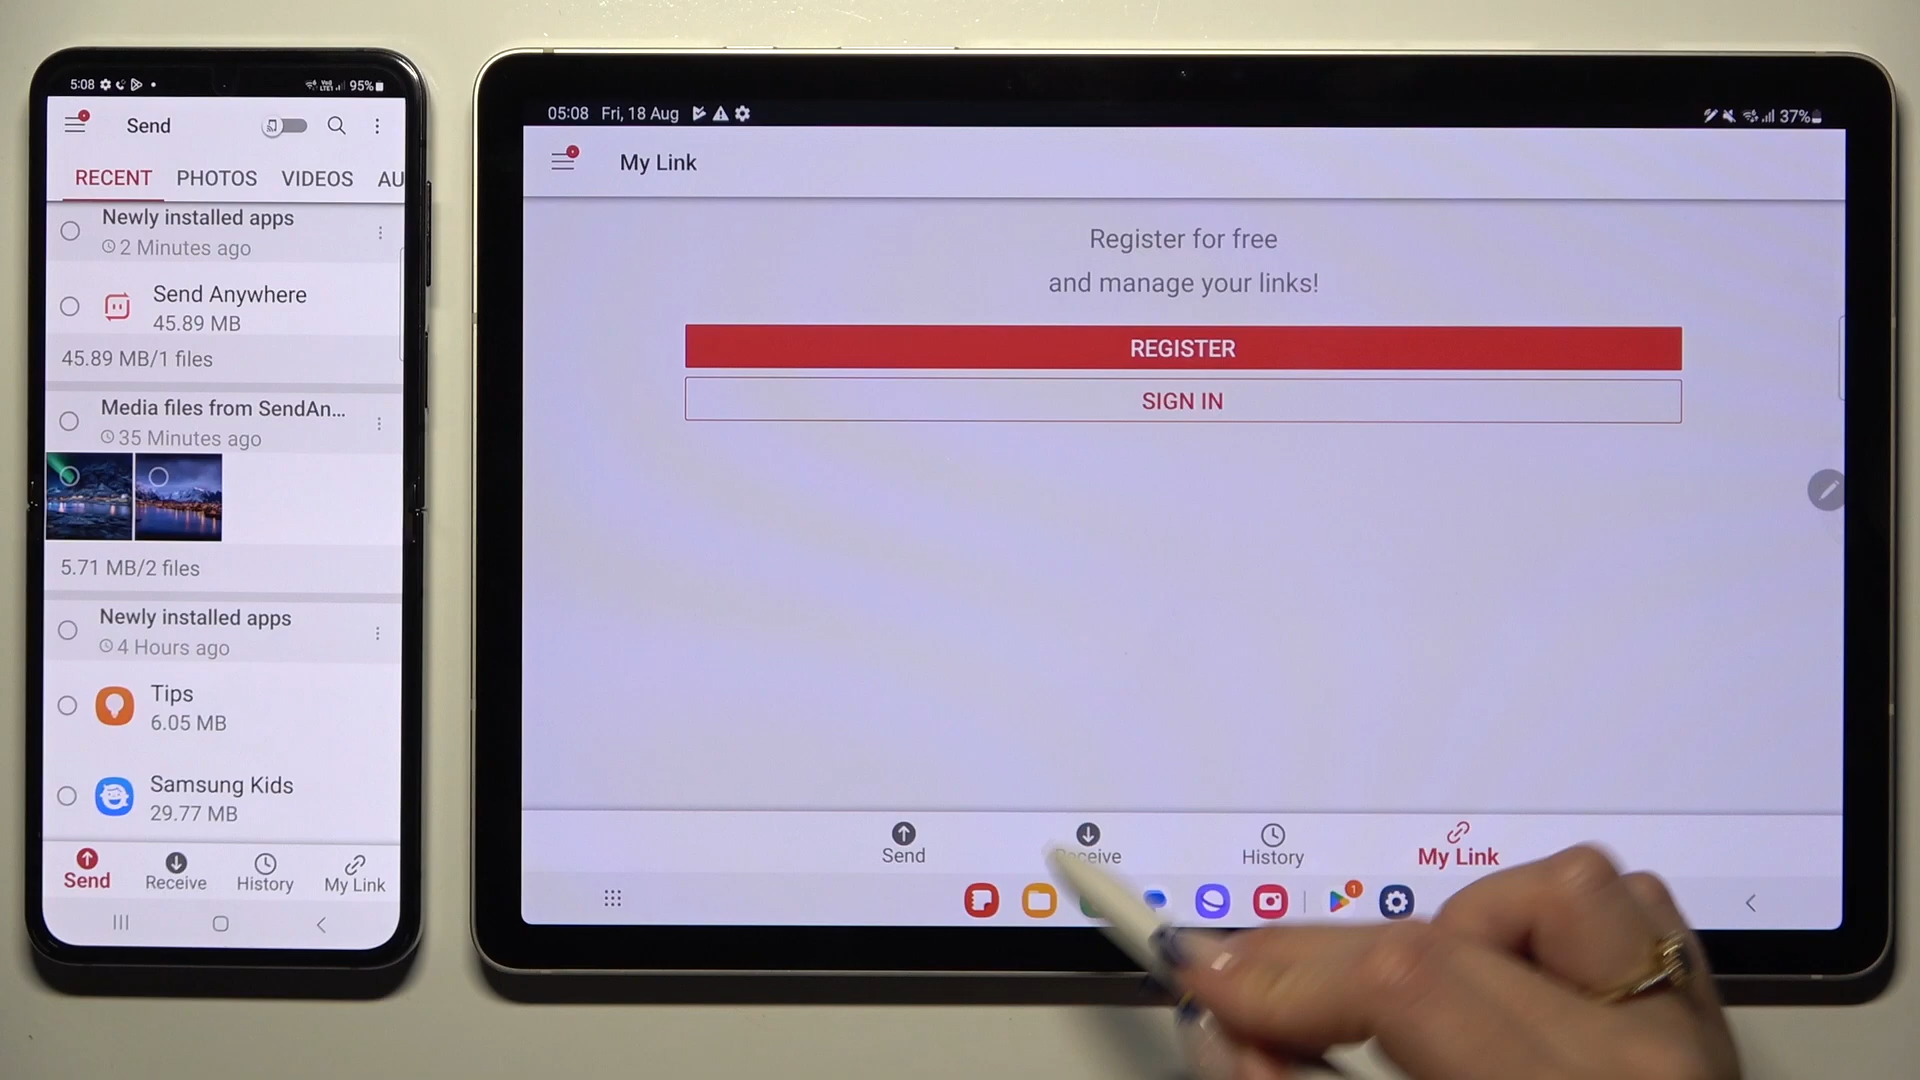 5:08
95%
Send
RECENT PHOTOS VIDEOS AU
Newly installed apps
2 Minutes ago
Send Anywhere
45.89 MB
45.89 MB/1 files
Media files from SendAn...
35 Minutes ago
5.71 MB/2 files
Newly installed apps
4 Hours ago
Tips
6.05 MB
Samsung Kids
29.77 MB
Send Receive History My Link
05:08 Fri, 18 Aug
37%
My Link
Register for free
and manage your links!
REGISTER
SIGN IN
Send Receive History My Link
1